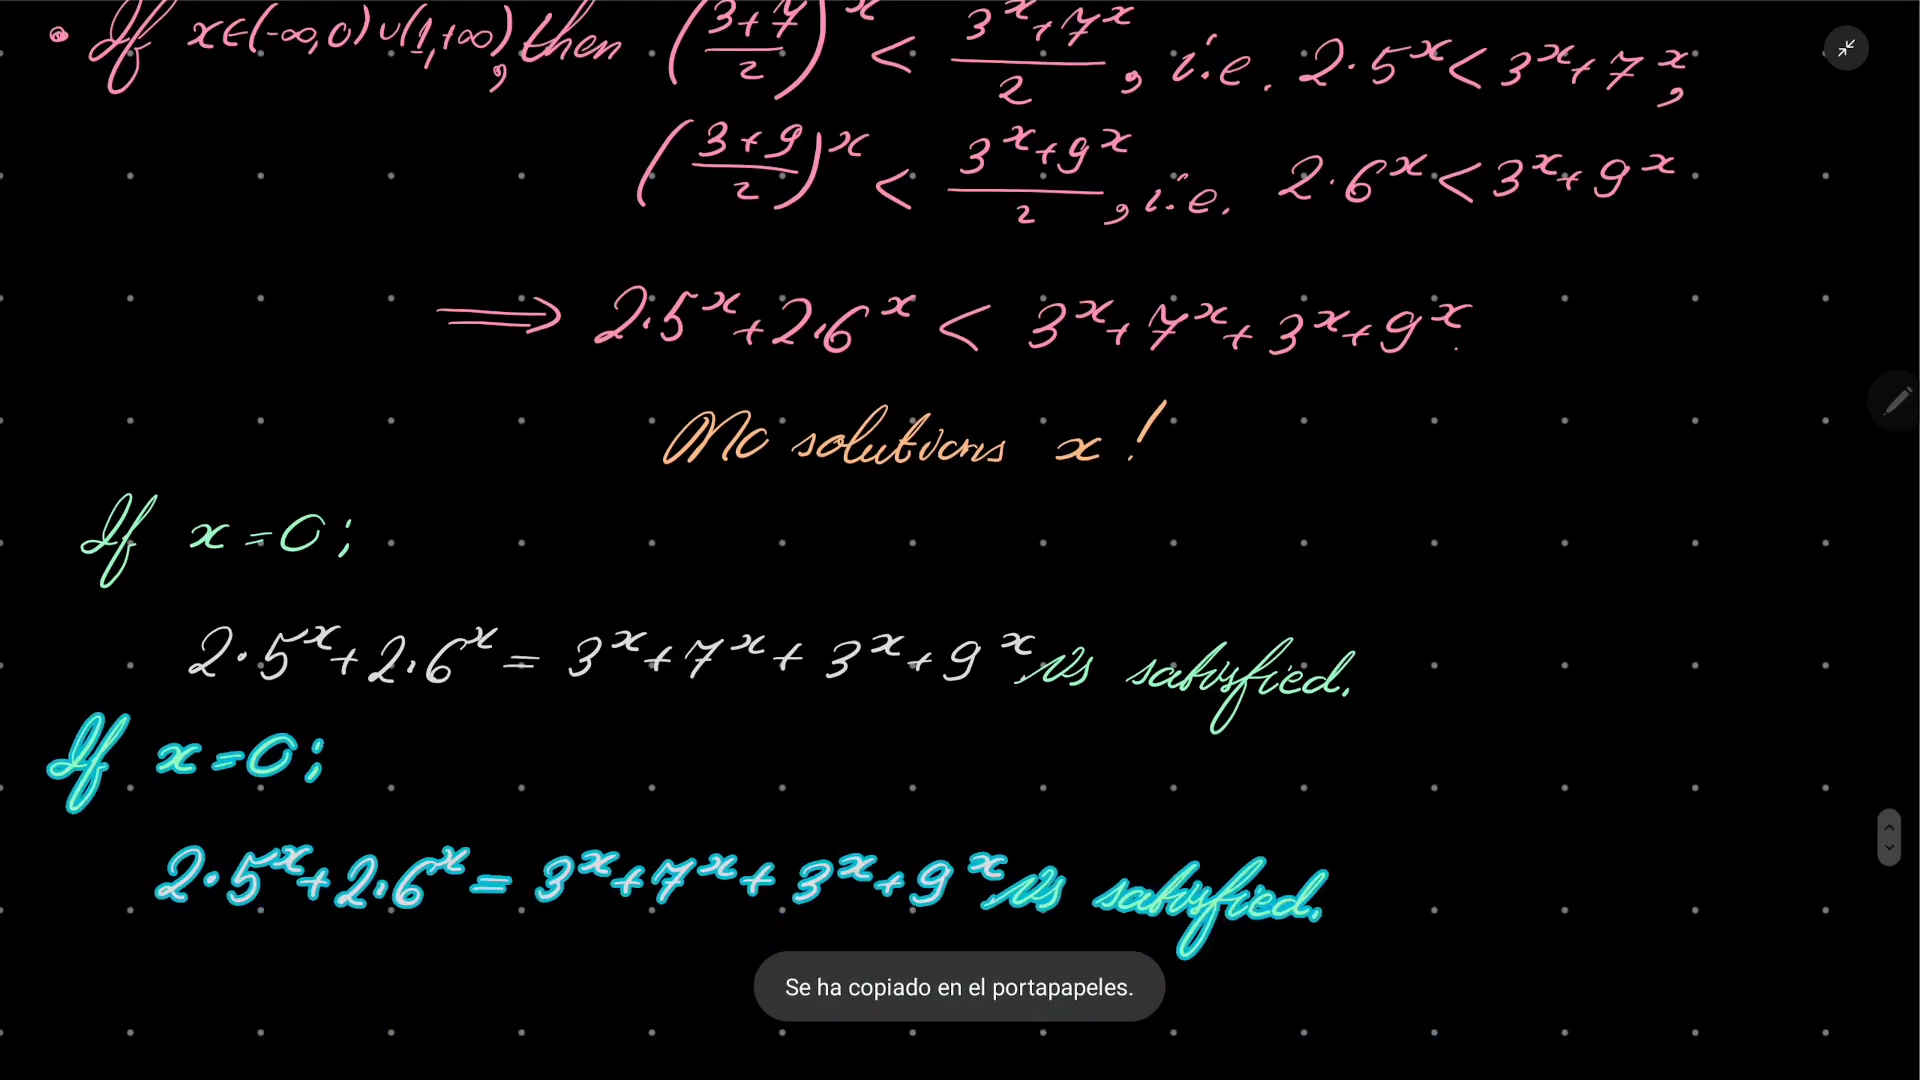 • If x∈(-∞,0)∪(1,+∞), then ((3+7)/2)^x < (3^x+7^x)/2, i.e. 2·5^x < 3^x+7^x,
((3+9)/2)^x < (3^x+9^x)/2, i.e. 2·6^x < 3^x+9^x
⟹ 2·5^x+2·6^x < 3^x+7^x+3^x+9^x.
No solutions x!
If x=0;
2·5^x+2·6^x = 3^x+7^x+3^x+9^x is satisfied.
If x=0;
2·5^x+2·6^x = 3^x+7^x+3^x+9^x is satisfied.
Se ha copiado en el portapapeles.